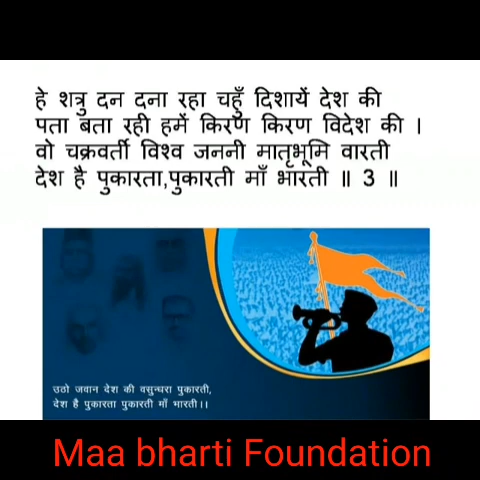 हे शत्रु दन दना रहा चहुँ दिशायें देश की
पता बता रही हमें किरण किरण विदेश की ।
वो चक्रवर्ती विश्व जननी मातृभूमि वारती
देश है पुकारता,पुकारती माँ भारती ॥ 3 ॥
उठो जवान देश की वसुन्धरा पुकारती,
देश है पुकारता पुकारती माँ भारती।।
Maa bharti Foundation